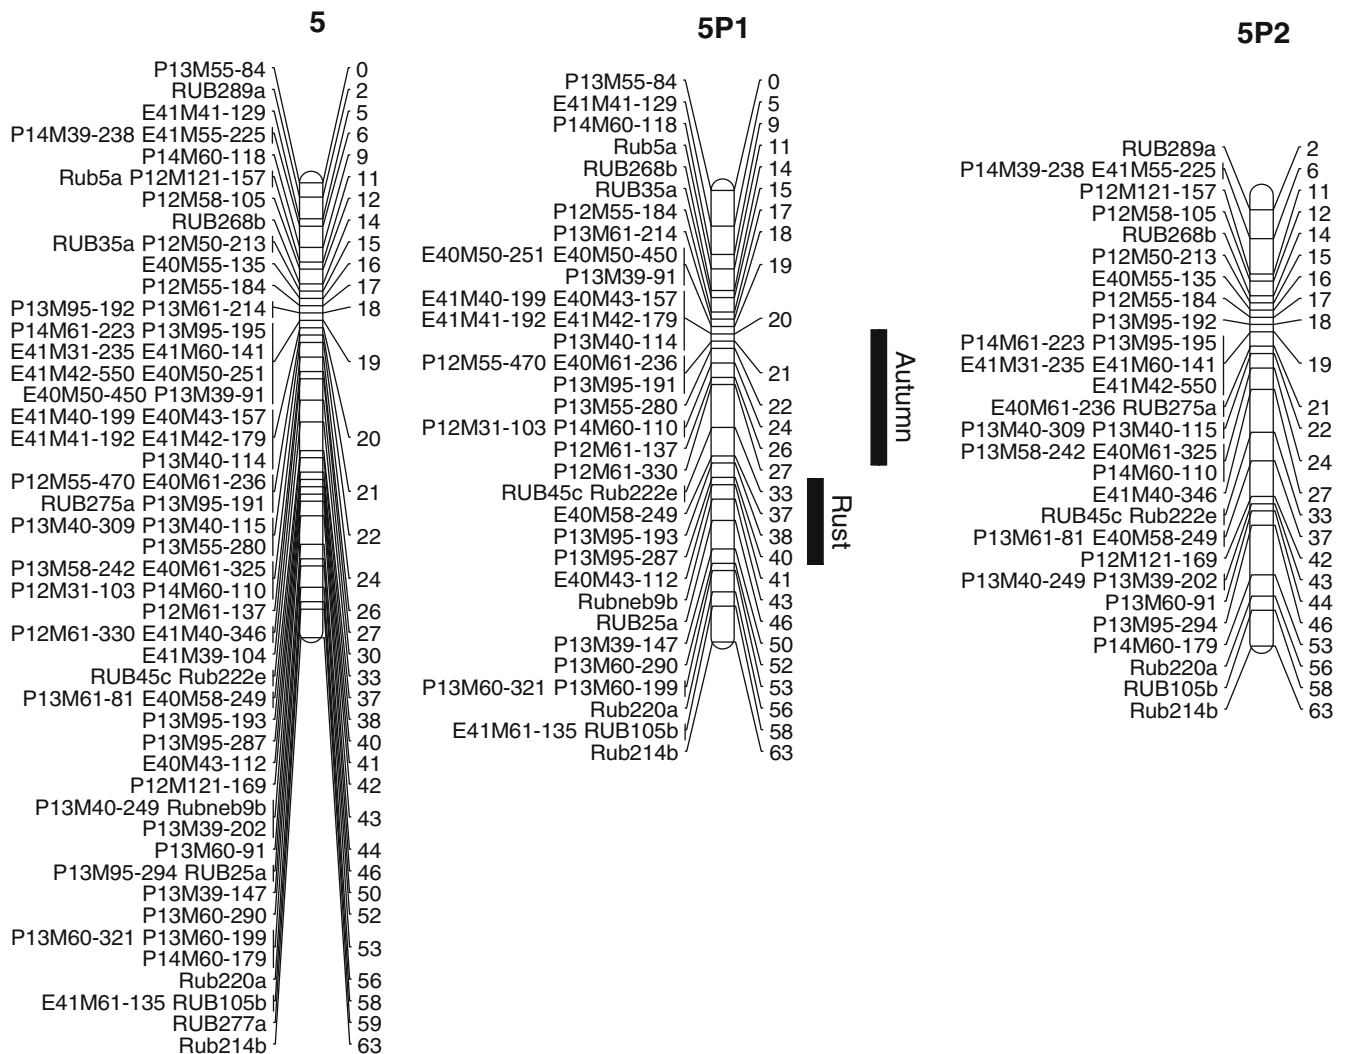 5
P13M55-84 0
RUB289a 2
E41M41-129 5
P14M39-238 E41M55-225 6
P14M60-118 9
Rub5a P12M121-157 11
P12M58-105 12
RUB268b 14
RUB35a P12M50-213 15
E40M55-135 16
P12M55-184 17
P13M95-192 P13M61-214 18
P14M61-223 P13M95-195
E41M31-235 E41M60-141
E41M42-550 E40M50-251 19
E40M50-450 P13M39-91
E41M40-199 E40M43-157
E41M41-192 E41M42-179 20
P13M40-114
P12M55-470 E40M61-236
RUB275a P13M95-191 21
P13M40-309 P13M40-115
P13M55-280 22
P13M58-242 E40M61-325
P12M31-103 P14M60-110 24
P12M61-137 26
P12M61-330 E41M40-346 27
E41M39-104 30
RUB45c Rub222e 33
P13M61-81 E40M58-249 37
P13M95-193 38
P13M95-287 40
E40M43-112 41
P12M121-169 42
P13M40-249 Rubneb9b
P13M39-202 43
P13M60-91 44
P13M95-294 RUB25a 46
P13M39-147 50
P13M60-290 52
P13M60-321 P13M60-199
P14M60-179 53
Rub220a 56
E41M61-135 RUB105b 58
RUB277a 59
Rub214b 63
5P1
P13M55-84 0
E41M41-129 5
P14M60-118 9
Rub5a 11
RUB268b 14
RUB35a 15
P12M55-184 17
P13M61-214 18
E40M50-251 E40M50-450
P13M39-91 19
E41M40-199 E40M43-157
E41M41-192 E41M42-179 20
P13M40-114
P12M55-470 E40M61-236
P13M95-191 21
P13M55-280 22
P12M31-103 P14M60-110 24
P12M61-137 26
P12M61-330 27
RUB45c Rub222e 33
E40M58-249 37
P13M95-193 38
P13M95-287 40
E40M43-112 41
Rubneb9b 43
RUB25a 46
P13M39-147 50
P13M60-290 52
P13M60-321 P13M60-199 53
Rub220a 56
E41M61-135 RUB105b 58
Rub214b 63
Autumn
Rust
5P2
RUB289a 2
P14M39-238 E41M55-225 6
P12M121-157 11
P12M58-105 12
RUB268b 14
P12M50-213 15
E40M55-135 16
P12M55-184 17
P13M95-192 18
P14M61-223 P13M95-195
E41M31-235 E41M60-141 19
E41M42-550
E40M61-236 RUB275a 21
P13M40-309 P13M40-115 22
P13M58-242 E40M61-325
P14M60-110 24
E41M40-346 27
RUB45c Rub222e 33
P13M61-81 E40M58-249 37
P12M121-169 42
P13M40-249 P13M39-202 43
P13M60-91 44
P13M95-294 46
P14M60-179 53
Rub220a 56
RUB105b 58
Rub214b 63